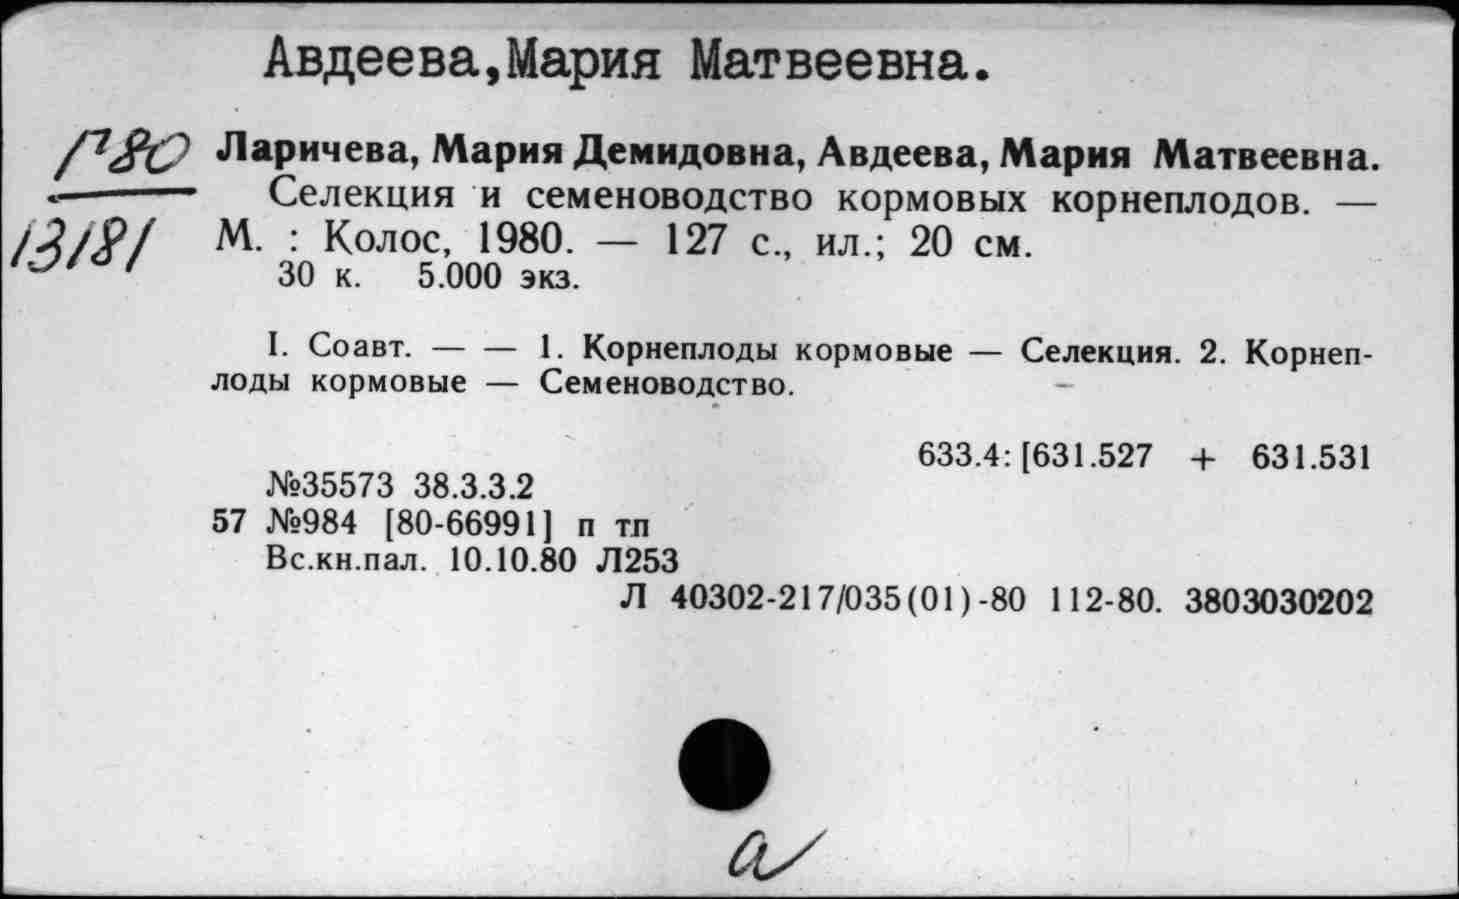 Авдеева,Мария Матвеевна.
П80
13181
Ларичева, Мария Демидовна, Авдеева, Мария Матвеевна.
Селекция и семеноводство кормовых корнеплодов. —
М. : Колос, 1980. — 127 с., ил.; 20 см.
30 к. 5.000 экз.
I. Соавт. — — 1. Корнеплоды кормовые — Селекция. 2. Корнеп-
лоды кормовые — Семеноводство.
633.4: [631.527 + 631.531
№35573 38.3.3.2
57 №984 [80-66991] п тп
Вс.кн.пал. 10.10.80 Л253
Л 40302-217/035(01)-80 112-80. 3803030202